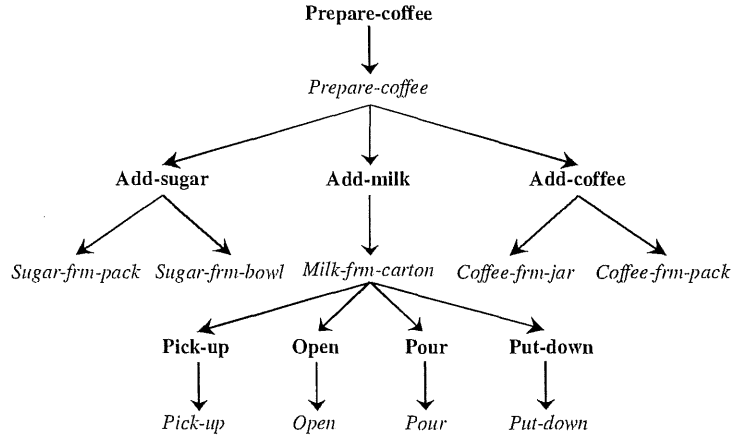 Prepare-coffee
Prepare-coffee
Add-sugar Add-milk Add-coffee
Sugar-frm-pack Sugar-frm-bowl Milk-frm-carton Coffee-frm-jar Coffee-frm-pack
Pick-up Open Pour Put-down
Pick-up Open Pour Put-down